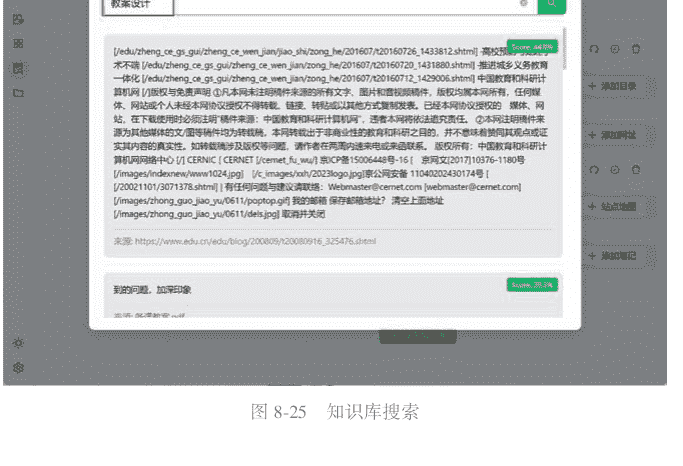 教案设计
[/edu/zheng_ce_gs_gui/zheng_ce_wen_jian/jiao_shi/zong_he/201607/t20160726_1433812.shtml] ·高校预
术不端 [/edu/zheng_ce_gs_gui/zheng_ce_wen_jian/zong_he/201607/t20160720_1431880.shtml] ·推进城乡义务教育
一体化 [/edu/zheng_ce_gs_gui/zheng_ce_wen_jian/zong_he/201607/t20160712_1429006.shtml] 中国教育和科研计
算机网 [/]版权与免责声明 ①凡本网未注明稿件来源的所有文字、图片和音视频稿件，版权均属本网所有，任何媒
体、网站或个人未经本网协议授权不得转载、链接、转贴或以其他方式复制发表。已经本网协议授权的 媒体、网
站，在下载使用时必须注明"稿件来源：中国教育和科研计算机网"，违者本网将依法追究责任。 ②本网注明稿件来
源为其他媒体的文/图等稿件均为转载稿，本网转载出于非商业性的教育和科研之目的，并不意味着赞同其观点或证
实其内容的真实性。如转载稿涉及版权等问题，请作者在两周内速来电或来函联系。 版权所有：中国教育和科研计
算机网网络中心 [/] CERNIC [ CERNET [/cernet_fu_wu/] 京ICP备15006448号-16 [ 京网文[2017]10376-1180号
[/images/indexnew/www1024.jpg] [/c_images/xxh/2023logo.jpg]京公网安备 11040202430174号 [
[/20021101/3071378.shtml] | 有任何问题与建议请联络：Webmaster@cernet.com [webmaster@cernet.com]
[/images/zhong_guo_jiao_yu/0611/poptop.gif] 我的邮箱 保存邮箱地址？ 清空上面地址
[/images/zhong_guo_jiao_yu/0611/dels.jpg] 取消并关闭
来源: https://www.edu.cn/edu/blog/200809/t20080916_325476.shtml
到的问题，加深印象
添加目录
添加网址
站点地图
添加笔记
图 8-25 知识库搜索